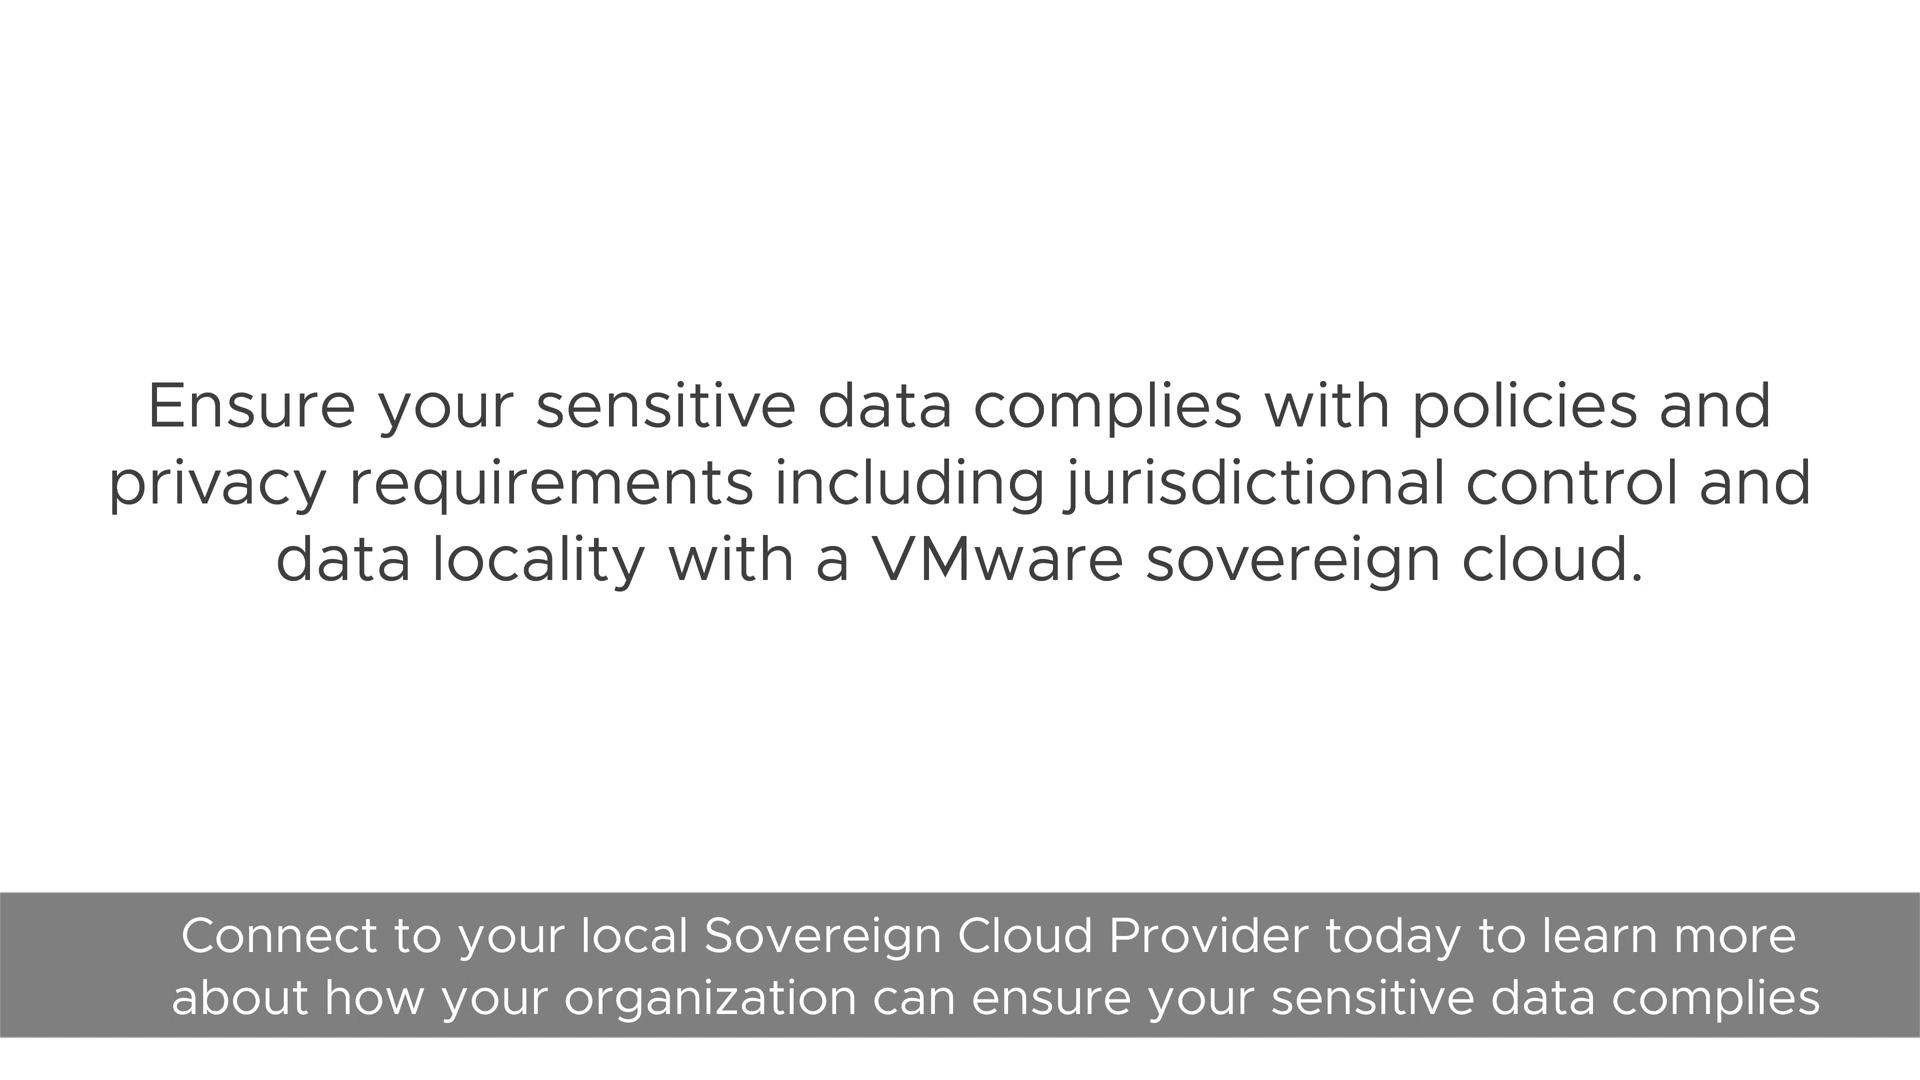 Ensure your sensitive data complies with policies and
privacy requirements including jurisdictional control and
data locality with a VMware sovereign cloud.
Connect to your local Sovereign Cloud Provider today to learn more
about how your organization can ensure your sensitive data complies